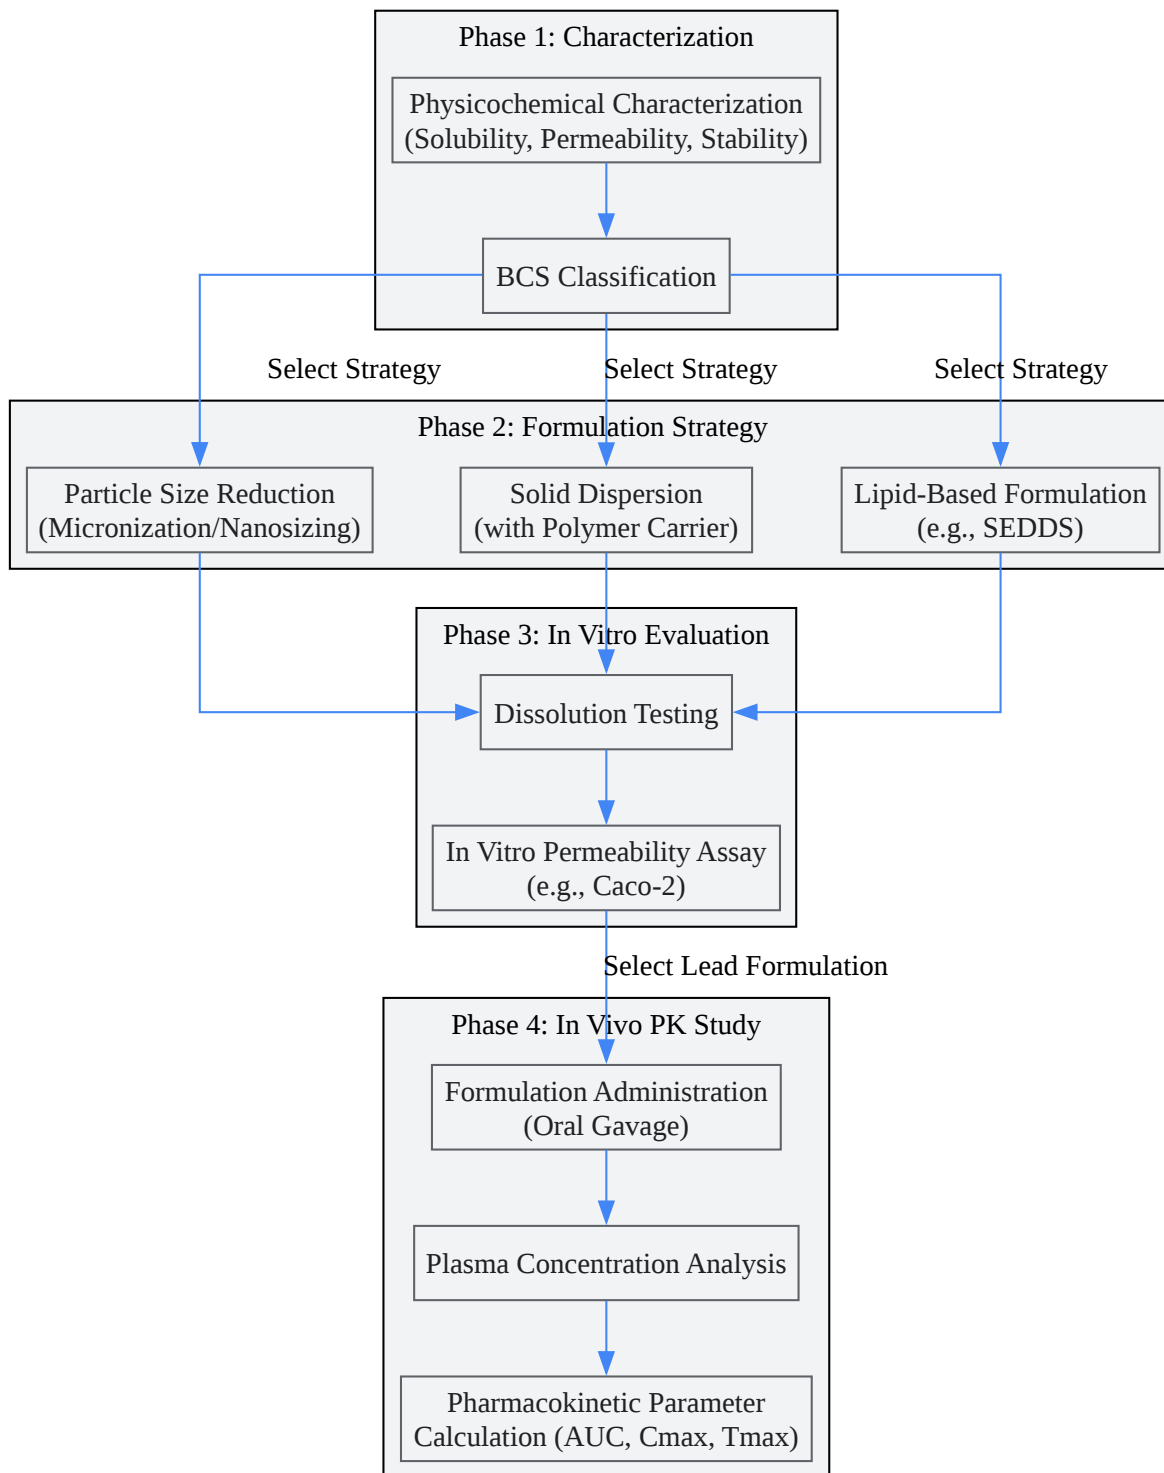 Phase 1: Characterization
Physicochemical Characterization
(Solubility, Permeability, Stability)
BCS Classification
Select Strategy
Select Strategy
Select Strategy
Phase 2: Formulation Strategy
Particle Size Reduction
(Micronization/Nanosizing)
Solid Dispersion
(with Polymer Carrier)
Lipid-Based Formulation
(e.g., SEDDS)
Phase 3: In Vitro Evaluation
Dissolution Testing
In Vitro Permeability Assay
(e.g., Caco-2)
Select Lead Formulation
Phase 4: In Vivo PK Study
Formulation Administration
(Oral Gavage)
Plasma Concentration Analysis
Pharmacokinetic Parameter
Calculation (AUC, Cmax, Tmax)